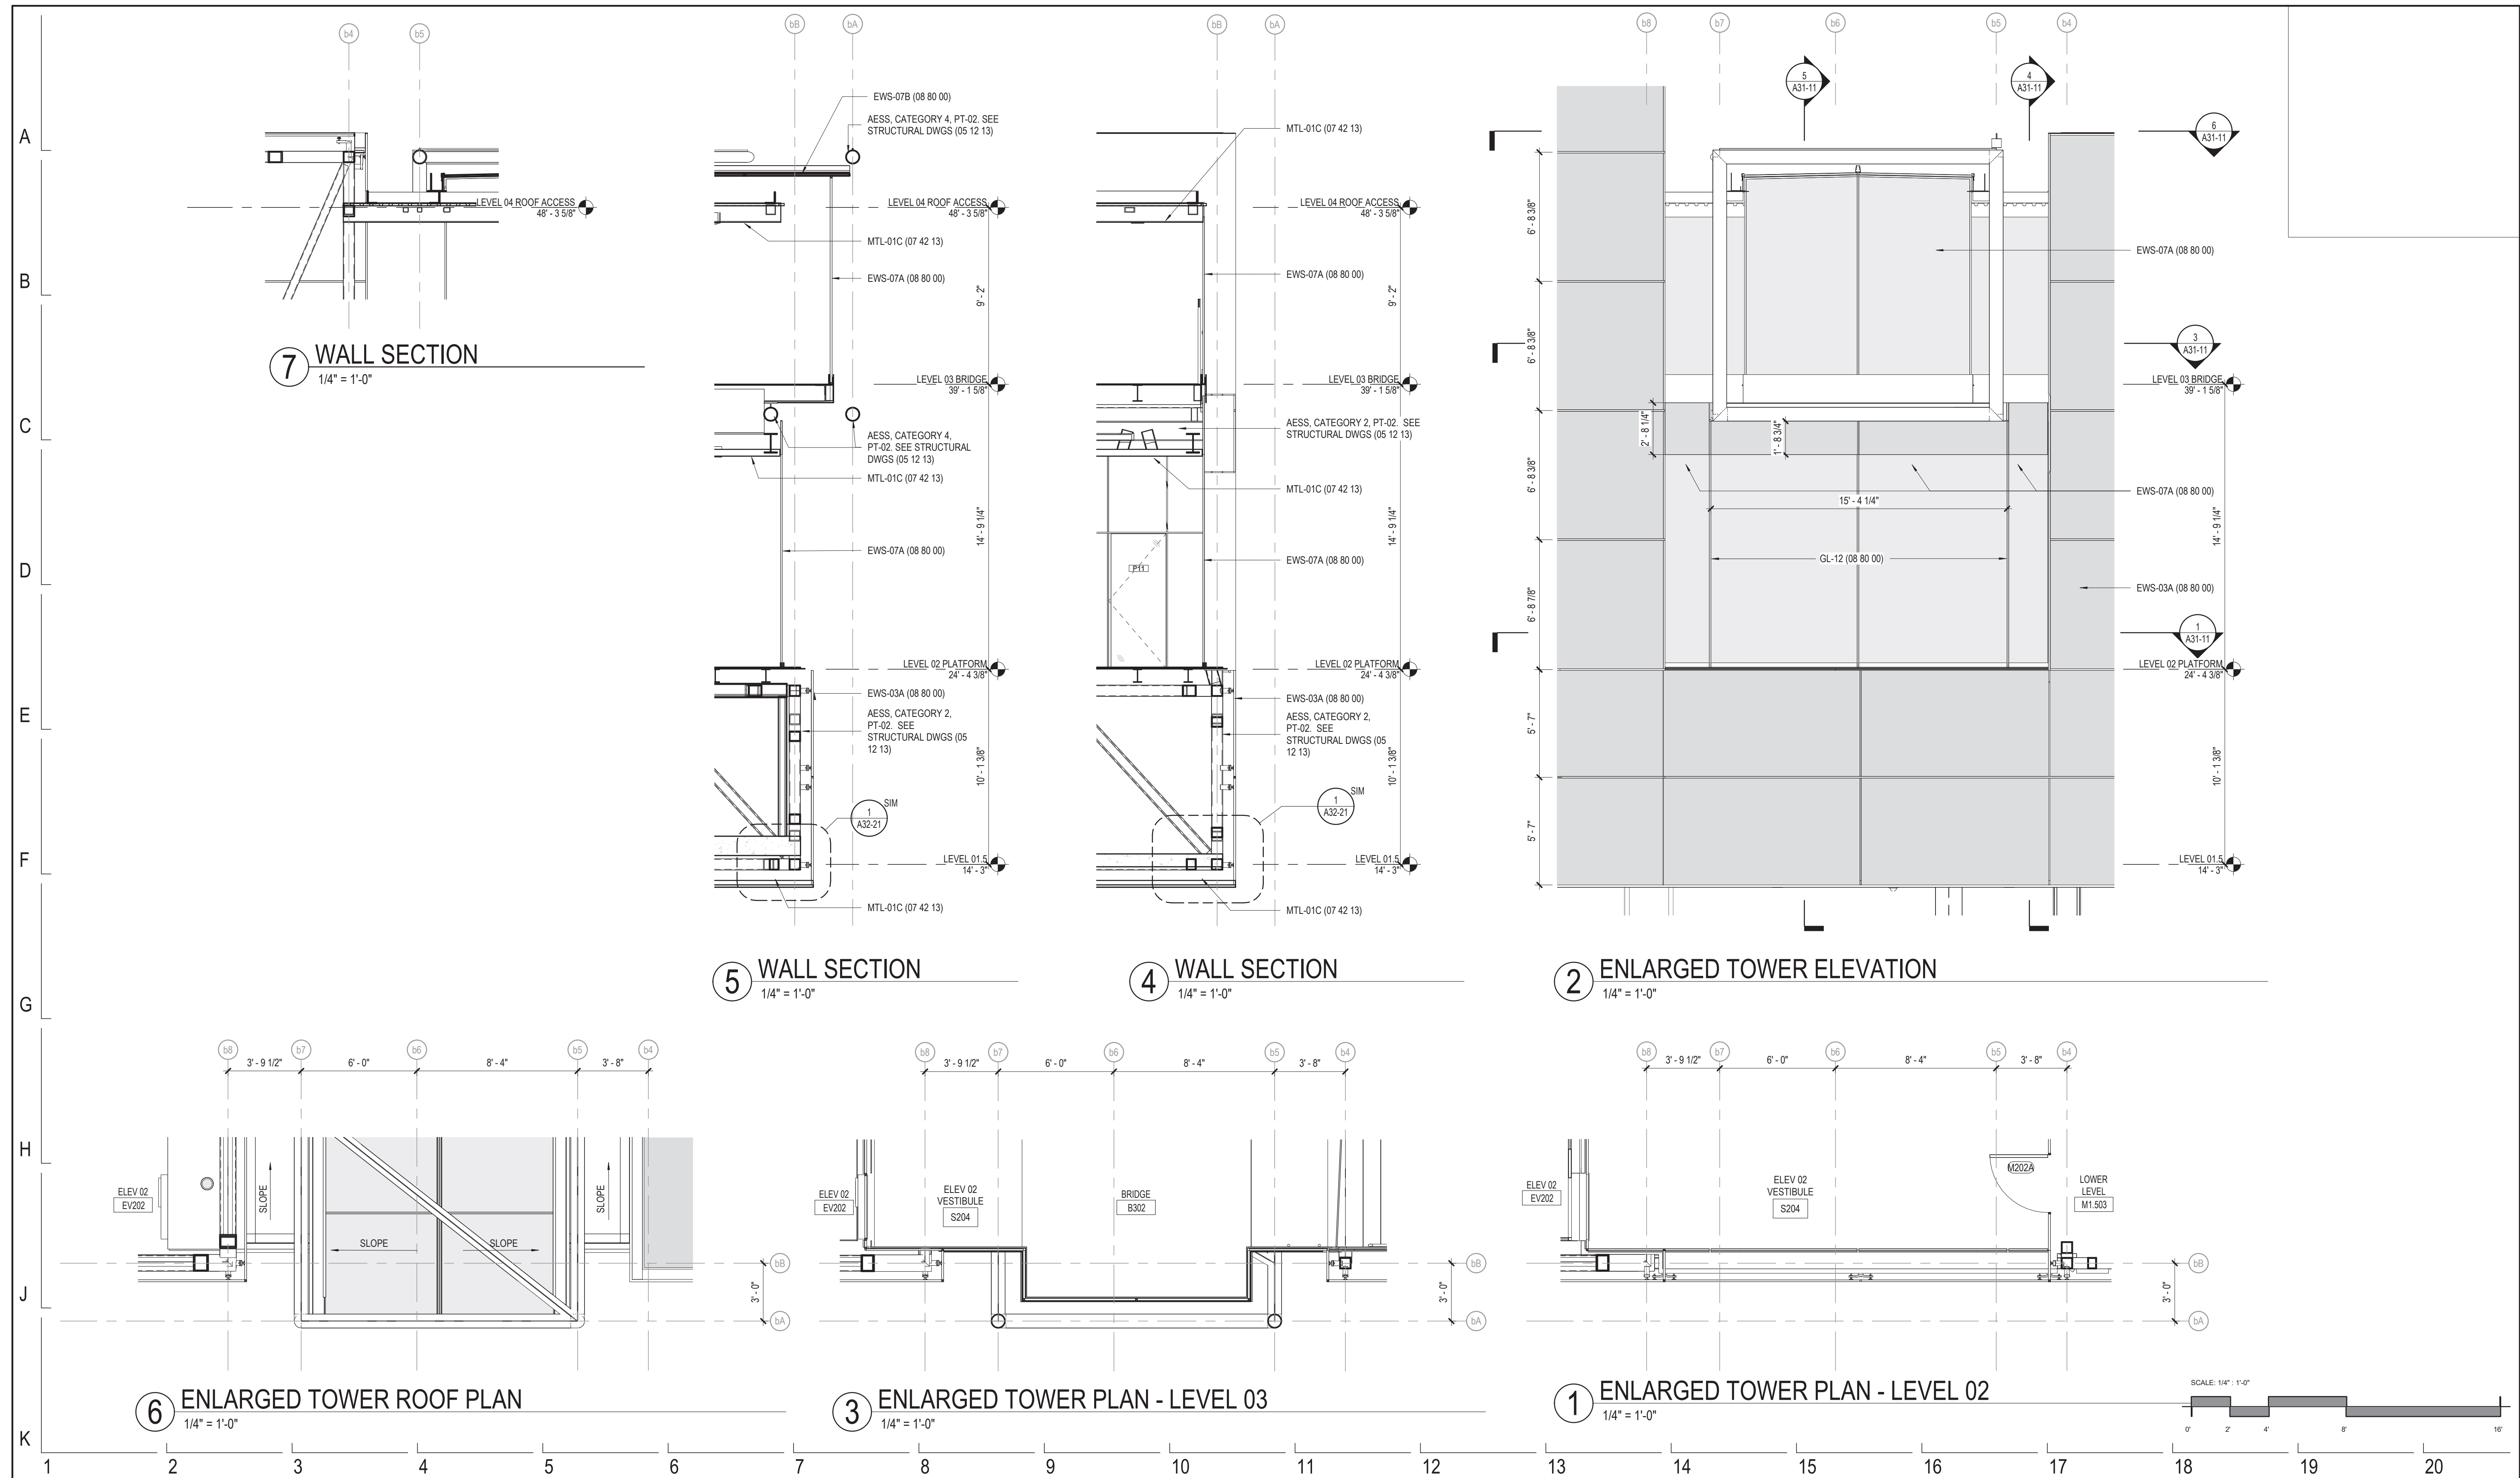 b4
b5
LEVEL 04 ROOF ACCESS
48' - 3 5/8"
7
WALL SECTION
1/4" = 1'-0"
bB
bA
EWS-07B (08 80 00)
AESS, CATEGORY 4, PT-02. SEE
STRUCTURAL DWGS (05 12 13)
LEVEL 04 ROOF ACCESS
48' - 3 5/8"
MTL-01C (07 42 13)
EWS-07A (08 80 00)
9' - 2"
LEVEL 03 BRIDGE
39' - 1 5/8"
AESS, CATEGORY 4,
PT-02. SEE STRUCTURAL
DWGS (05 12 13)
MTL-01C (07 42 13)
14' - 9 1/4"
EWS-07A (08 80 00)
LEVEL 02 PLATFORM
24' - 4 3/8"
EWS-03A (08 80 00)
AESS, CATEGORY 2,
PT-02. SEE
STRUCTURAL DWGS (05
12 13)
10' - 1 3/8"
SIM
1
A32-21
LEVEL 01.5
14' - 3"
MTL-01C (07 42 13)
5
WALL SECTION
1/4" = 1'-0"
bB
bA
MTL-01C (07 42 13)
LEVEL 04 ROOF ACCESS
48' - 3 5/8"
EWS-07A (08 80 00)
9' - 2"
LEVEL 03 BRIDGE
39' - 1 5/8"
AESS, CATEGORY 2, PT-02. SEE
STRUCTURAL DWGS (05 12 13)
MTL-01C (07 42 13)
14' - 9 1/4"
EWS-07A (08 80 00)
P11
LEVEL 02 PLATFORM
24' - 4 3/8"
EWS-03A (08 80 00)
AESS, CATEGORY 2,
PT-02. SEE
STRUCTURAL DWGS (05
12 13)
10' - 1 3/8"
SIM
1
A32-21
LEVEL 01.5
14' - 3"
MTL-01C (07 42 13)
4
WALL SECTION
1/4" = 1'-0"
b8
b7
b6
b5
b4
5
A31-11
4
A31-11
6
A31-11
6' - 8 3/8"
EWS-07A (08 80 00)
6' - 8 3/8"
3
A31-11
LEVEL 03 BRIDGE
39' - 1 5/8"
2' - 8 1/4"
1' - 8 3/4"
6' - 8 3/8"
EWS-07A (08 80 00)
15' - 4 1/4"
14' - 9 1/4"
GL-12 (08 80 00)
EWS-03A (08 80 00)
6' - 8 7/8"
1
A31-11
LEVEL 02 PLATFORM
24' - 4 3/8"
5' - 7"
10' - 1 3/8"
5' - 7"
LEVEL 01.5
14' - 3"
2
ENLARGED TOWER ELEVATION
1/4" = 1'-0"
b8
b7
b6
b5
b4
3' - 9 1/2"
6' - 0"
8' - 4"
3' - 8"
ELEV 02
EV202
SLOPE
SLOPE
SLOPE
SLOPE
bB
3' - 0"
bA
6
ENLARGED TOWER ROOF PLAN
1/4" = 1'-0"
b8
b7
b6
b5
b4
3' - 9 1/2"
6' - 0"
8' - 4"
3' - 8"
ELEV 02
EV202
ELEV 02
VESTIBULE
S204
BRIDGE
B302
bB
3' - 0"
bA
3
ENLARGED TOWER PLAN - LEVEL 03
1/4" = 1'-0"
b8
b7
b6
b5
b4
3' - 9 1/2"
6' - 0"
8' - 4"
3' - 8"
ELEV 02
EV202
ELEV 02
VESTIBULE
S204
M202A
LOWER
LEVEL
M1.503
bB
3' - 0"
bA
1
ENLARGED TOWER PLAN - LEVEL 02
1/4" = 1'-0"
SCALE: 1/4" : 1'-0"
0'
2'
4'
8'
16'
A
B
C
D
E
F
G
H
J
K
1
2
3
4
5
6
7
8
9
10
11
12
13
14
15
16
17
18
19
20